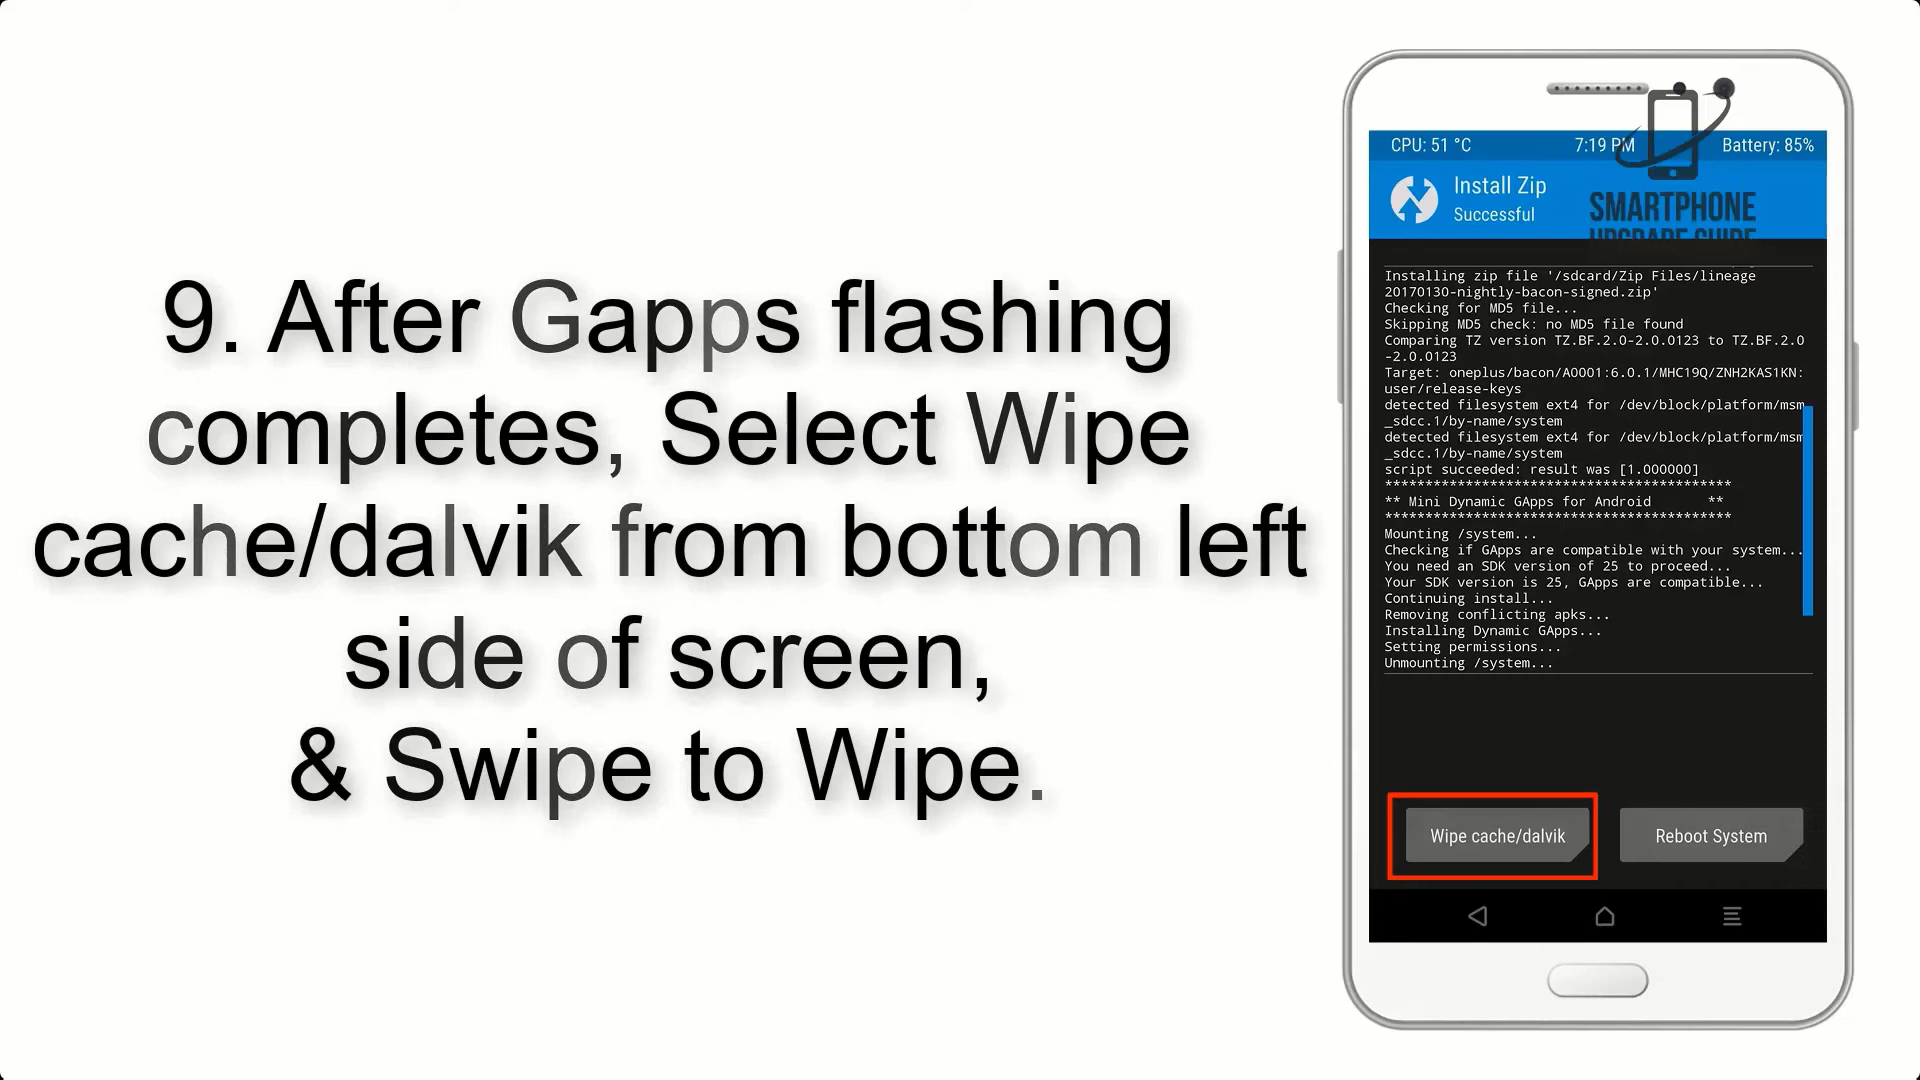 9. After Gapps flashing
completes, Select Wipe
cache/dalvik from bottom left
side of screen,
& Swipe to Wipe.
CPU: 51 °C 7:19 PM Battery: 85%
Install Zip
Successful
SMARTPHONE
UPGRADE GUIDE
Installing zip file '/sdcard/Zip Files/lineage
20170130-nightly-bacon-signed.zip'
Checking for MD5 file...
Skipping MD5 check: no MD5 file found
Comparing TZ version TZ.BF.2.0-2.0.0123 to TZ.BF.2.0
-2.0.0123
Target: oneplus/bacon/A0001:6.0.1/MHC19Q/ZNH2KAS1KN:
user/release-keys
detected filesystem ext4 for /dev/block/platform/msm
_sdcc.1/by-name/system
detected filesystem ext4 for /dev/block/platform/msm
_sdcc.1/by-name/system
script succeeded: result was [1.000000]
*******************************************
** Mini Dynamic GApps for Android       **
*******************************************
Mounting /system...
Checking if GApps are compatible with your system...
You need an SDK version of 25 to proceed...
Your SDK version is 25, GApps are compatible...
Continuing install...
Removing conflicting apks...
Installing Dynamic GApps...
Setting permissions...
Unmounting /system...
Wipe cache/dalvik
Reboot System